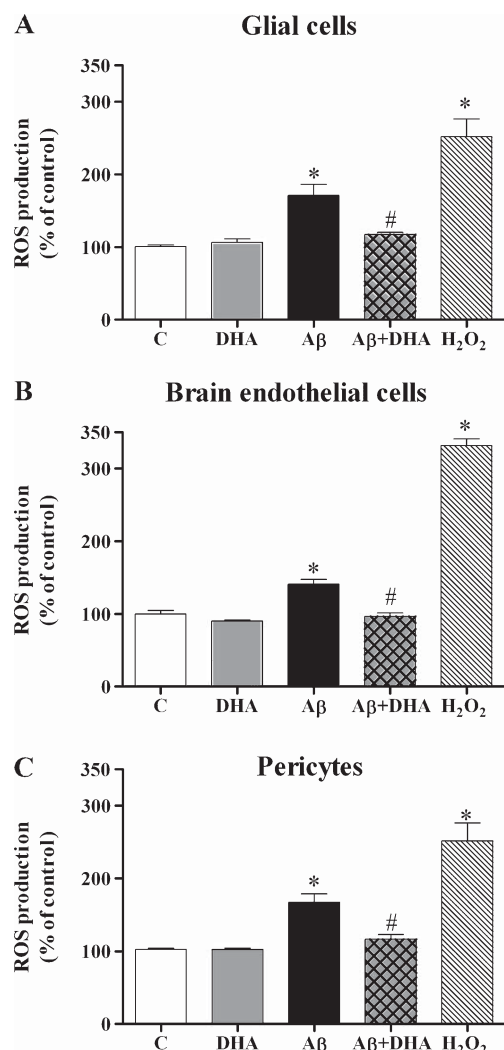 A
Glial cells
ROS production
(% of control)
350
300
200
100
0
*
#
*
C DHA Aβ Aβ+DHA H₂O₂
B
Brain endothelial cells
ROS production
(% of control)
350
300
200
100
0
*
#
*
C DHA Aβ Aβ+DHA H₂O₂
C
Pericytes
ROS production
(% of control)
350
300
200
100
0
*
#
*
C DHA Aβ Aβ+DHA H₂O₂